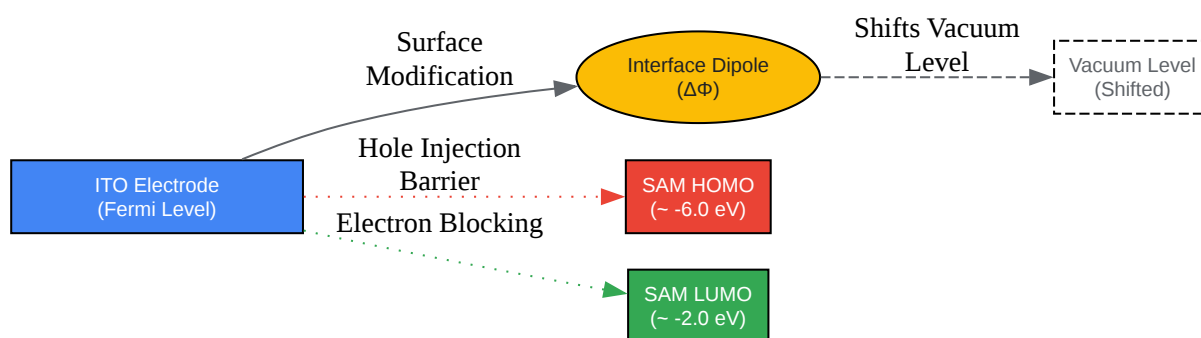 Surface
Modification
Interface Dipole
(ΔΦ)
Shifts Vacuum
Level
Vacuum Level
(Shifted)
ITO Electrode
(Fermi Level)
Hole Injection
Barrier
SAM HOMO
(~ -6.0 eV)
Electron Blocking
SAM LUMO
(~ -2.0 eV)